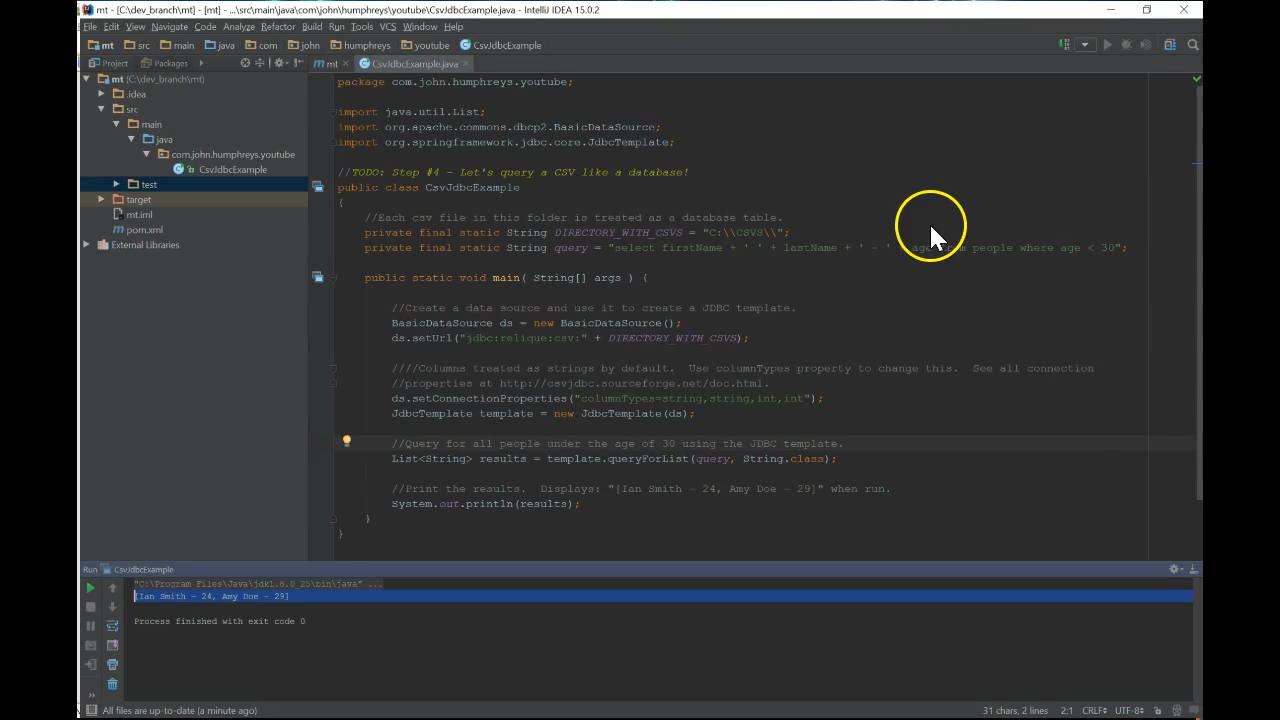 [mt] - [C:\dev_branch\mt] - [mt] - ...\src\main\java\com\john\humphreys\youtube\CsvJdbcExample.java - IntelliJ IDEA 15.0.2
File Edit View Navigate Code Analyze Refactor Build Run Tools VCS Window Help
mt src main java com john humphreys youtube CsvJdbcExample
Project Packages mt CsvJdbcExample.java
mt (C:\dev_branch\mt)
.idea
src
main
java
com.john.humphreys.youtube
CsvJdbcExample
test
target
mt.iml
pom.xml
External Libraries
package com.john.humphreys.youtube;
import java.util.List;
import org.apache.commons.dbcp2.BasicDataSource;
import org.springframework.jdbc.core.JdbcTemplate;
//TODO: Step #4 - Let's query a CSV like a database!
public class CsvJdbcExample
{
//Each csv file in this folder is treated as a database table.
private final static String DIRECTORY_WITH_CSVS = "C:\\CSVS\\";
private final static String query = "select firstName + ' ' + lastName + ' - ' people where age < 30";
public static void main( String[] args ) {
//Create a data source and use it to create a JDBC template.
BasicDataSource ds = new BasicDataSource();
ds.setUrl("jdbc:relique:csv:" + DIRECTORY_WITH_CSVS);
////Columns treated as strings by default. Use columnTypes property to change this. See all connection
//properties at http://csvjdbc.sourceforge.net/doc.html.
ds.setConnectionProperties("columnTypes=string,string,int,int");
JdbcTemplate template = new JdbcTemplate(ds);
//Query for all people under the age of 30 using the JDBC template.
List<String> results = template.queryForList(query, String.class);
//Print the results. Displays: "[Ian Smith - 24, Amy Doe - 29]" when run.
System.out.println(results);
}
}
Run CsvJdbcExample
"C:\Program Files\Java\jdk1.8.0_25\bin\java" ...
[Ian Smith - 24, Amy Doe - 29]
Process finished with exit code 0
All files are up-to-date (a minute ago) 31 chars, 2 lines 2:1 CRLF UTF-8